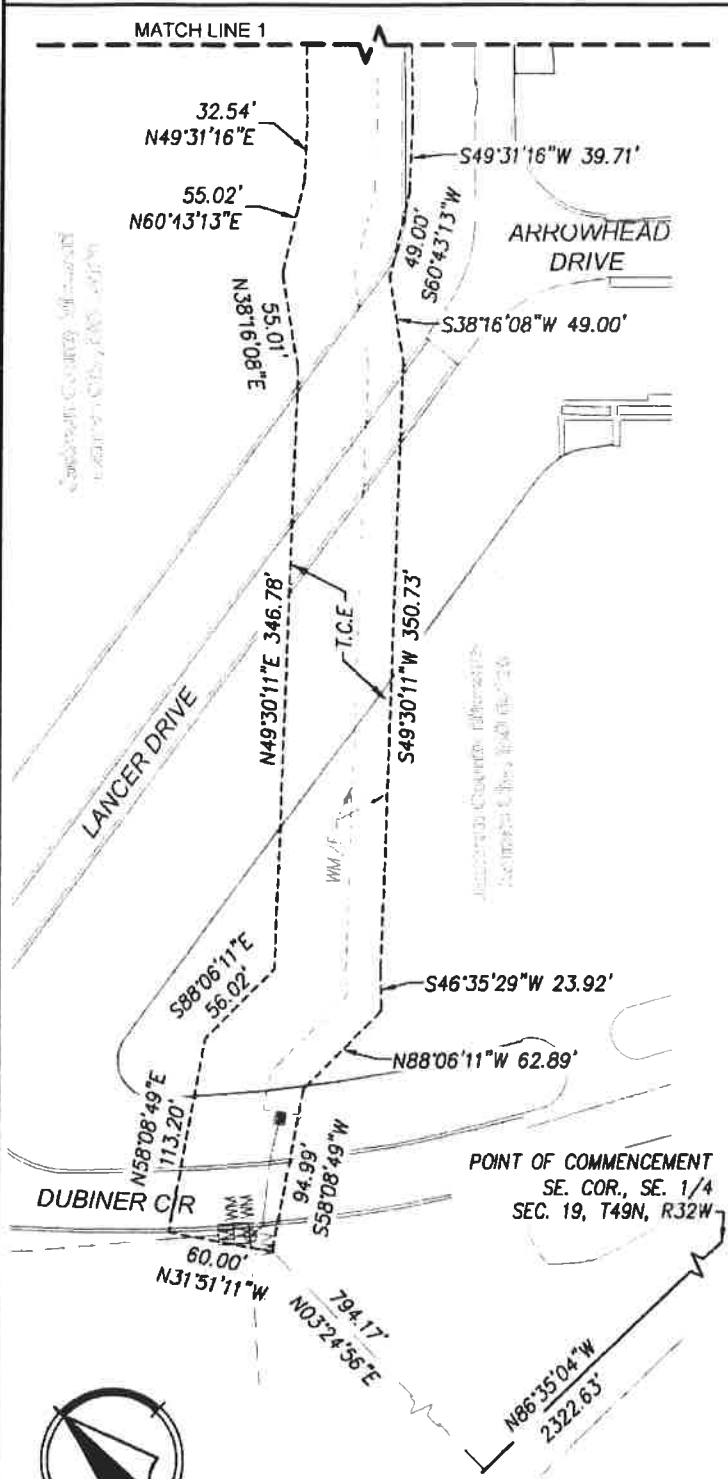 MATCH LINE 1
32.54'
N49°31'16"E
S49°31'16"W 39.71'
55.02'
N60°43'13"E
49.00'
S60°43'13"W
ARROWHEAD
DRIVE
55.01'
N38°16'08"E
S38°16'08"W 49.00'
N49°30'11"E 346.78'
T.C.E
S49°30'11"W 350.73'
LANCER DRIVE
WM
S88°06'11"E
56.02'
S46°35'29"W 23.92'
N88°06'11"W 62.89'
N58°08'49"E
113.20'
94.99'
S58°08'49"W
DUBINER CIR
WM
WM
60.00'
N31°51'11"W
POINT OF COMMENCEMENT
SE. COR., SE. 1/4
SEC. 19, T49N, R32W
794.17'
N03°24'56"E
N86°35'04"W
2322.63'